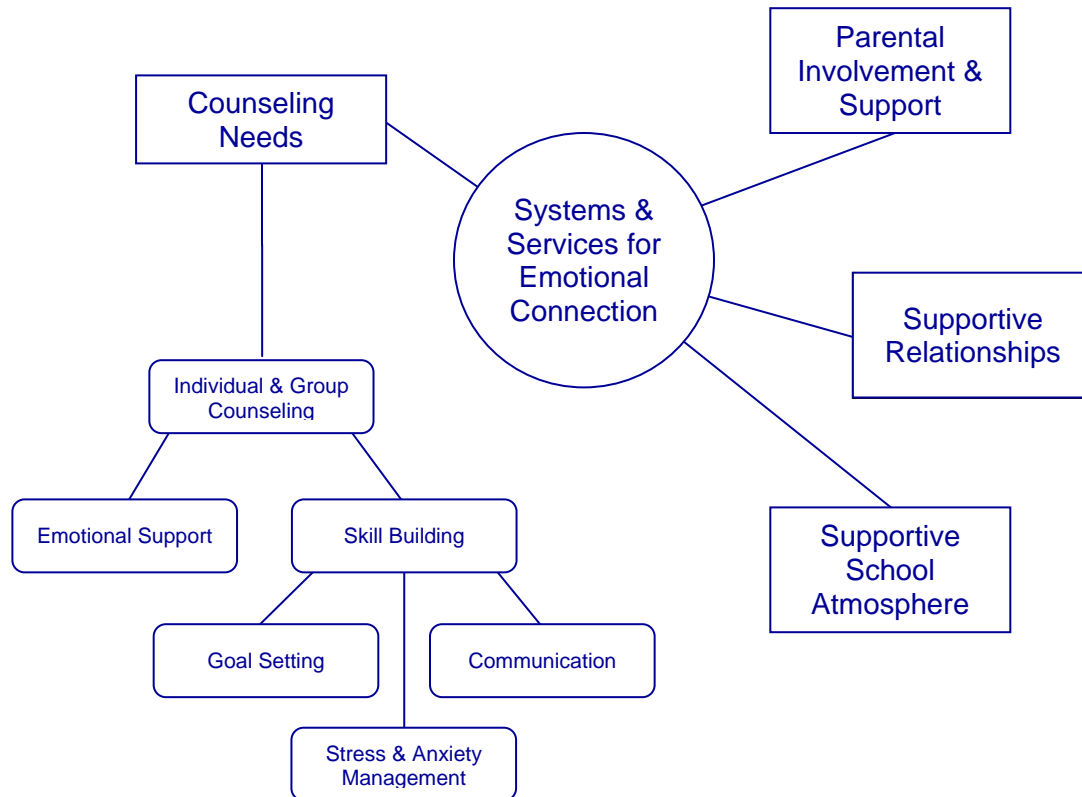 Parental
Involvement &
Support
Counseling
Needs
Systems &
Services for
Emotional
Connection
Supportive
Relationships
Individual & Group
Counseling
Emotional Support
Skill Building
Supportive
School
Atmosphere
Goal Setting
Communication
Stress & Anxiety
Management